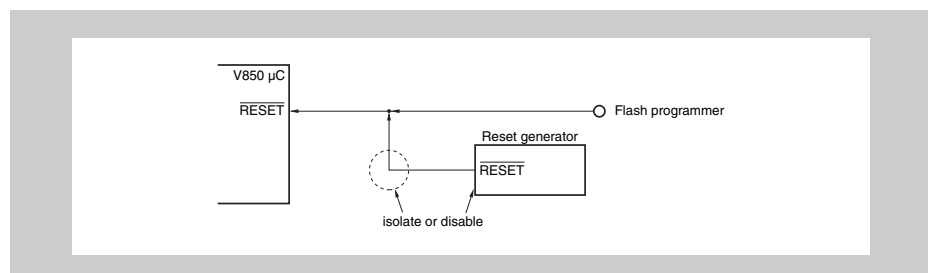 V850 µC
RESET
Flash programmer
Reset generator
RESET
isolate or disable